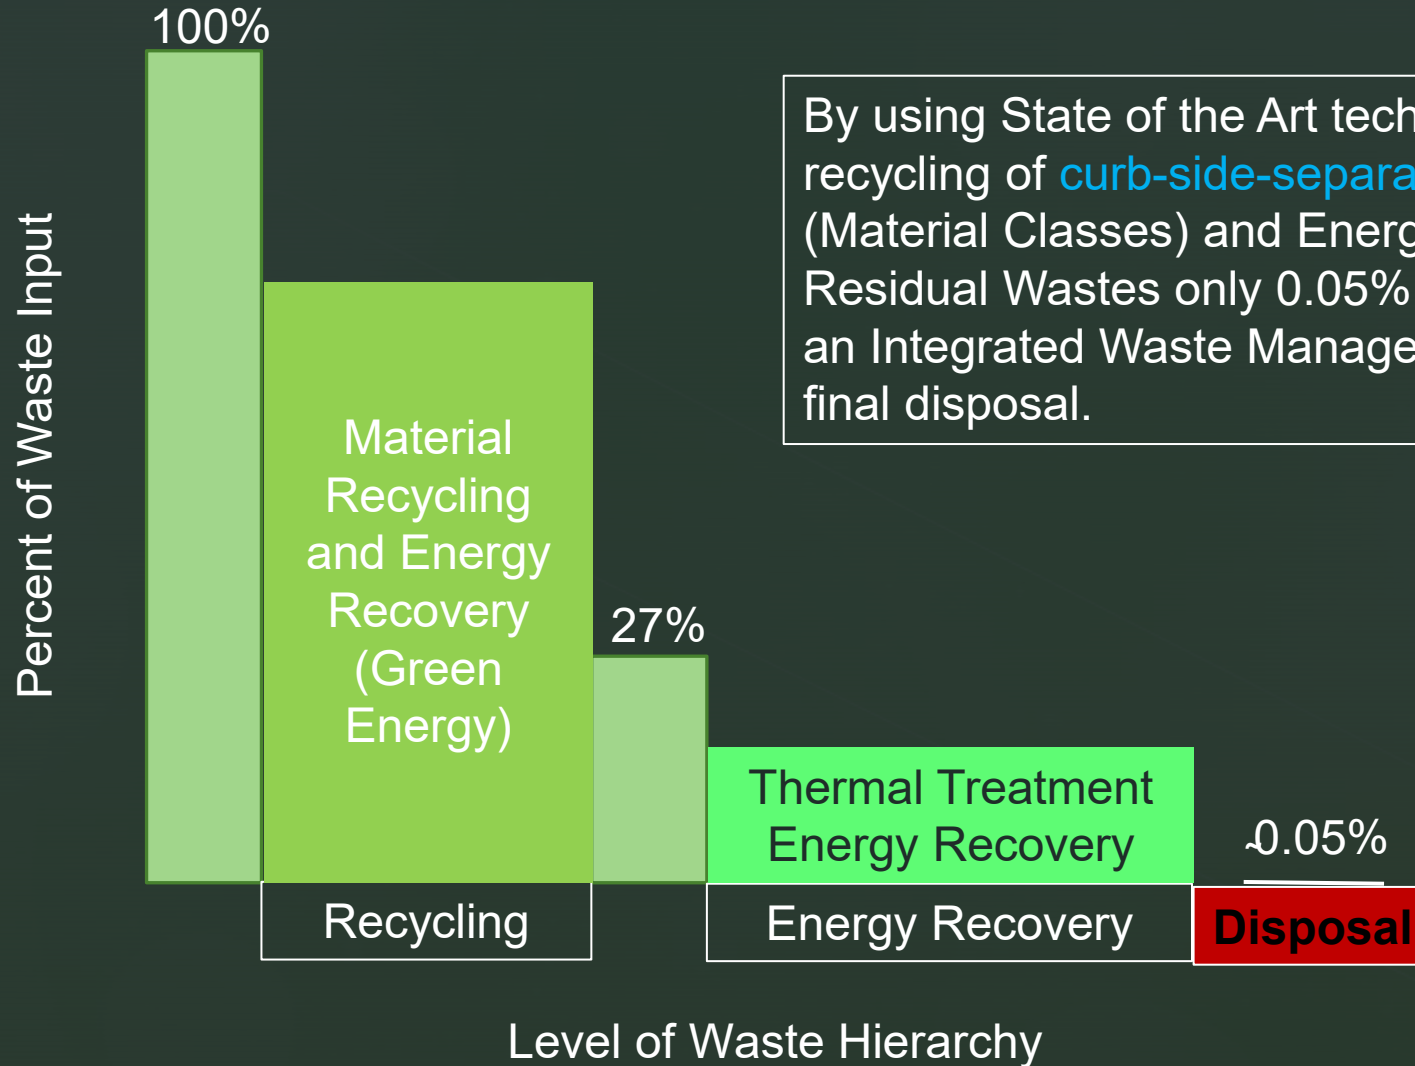 100%
By using State of the Art tech
recycling of curb-side-separa
(Material Classes) and Energ
Residual Wastes only 0.05%
an Integrated Waste Manage
final disposal.
Percent of Waste Input
Material
Recycling
and Energy
Recovery
(Green
Energy)
27%
Thermal Treatment
Energy Recovery
~0.05%
Recycling
Energy Recovery
Disposal
Level of Waste Hierarchy